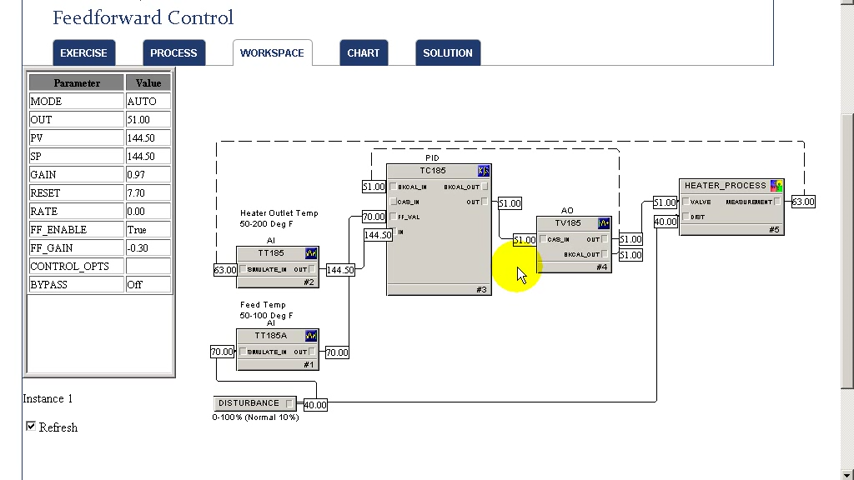 Feedforward Control
EXERCISE
PROCESS
WORKSPACE
CHART
SOLUTION
Parameter Value
MODE AUTO
OUT 51.00
PV 144.50
SP 144.50
GAIN 0.97
RESET 7.70
RATE 0.00
FF_ENABLE True
FF_GAIN -0.30
CONTROL_OPTS
BYPASS Off
Instance 1
Refresh
PID
TC185
51.00 BKCAL_IN BKCAL_OUT
CAS_IN OUT 51.00
70.00 FF_VAL
144.50 IN
#3
Heater Outlet Temp
50-200 Deg F
AI
TT185
63.00 SIMULATE_IN OUT 144.50
#2
Feed Temp
50-100 Deg F
AI
TT185A
70.00 SIMULATE_IN OUT 70.00
#1
DISTURBANCE 40.00
0-100% (Normal 10%)
AO
TV185
51.00 CAS_IN OUT 51.00
BKCAL_OUT 51.00
#4
HEATER_PROCESS
51.00 VALVE MEASUREMENT 63.00
40.00 DIST
#5